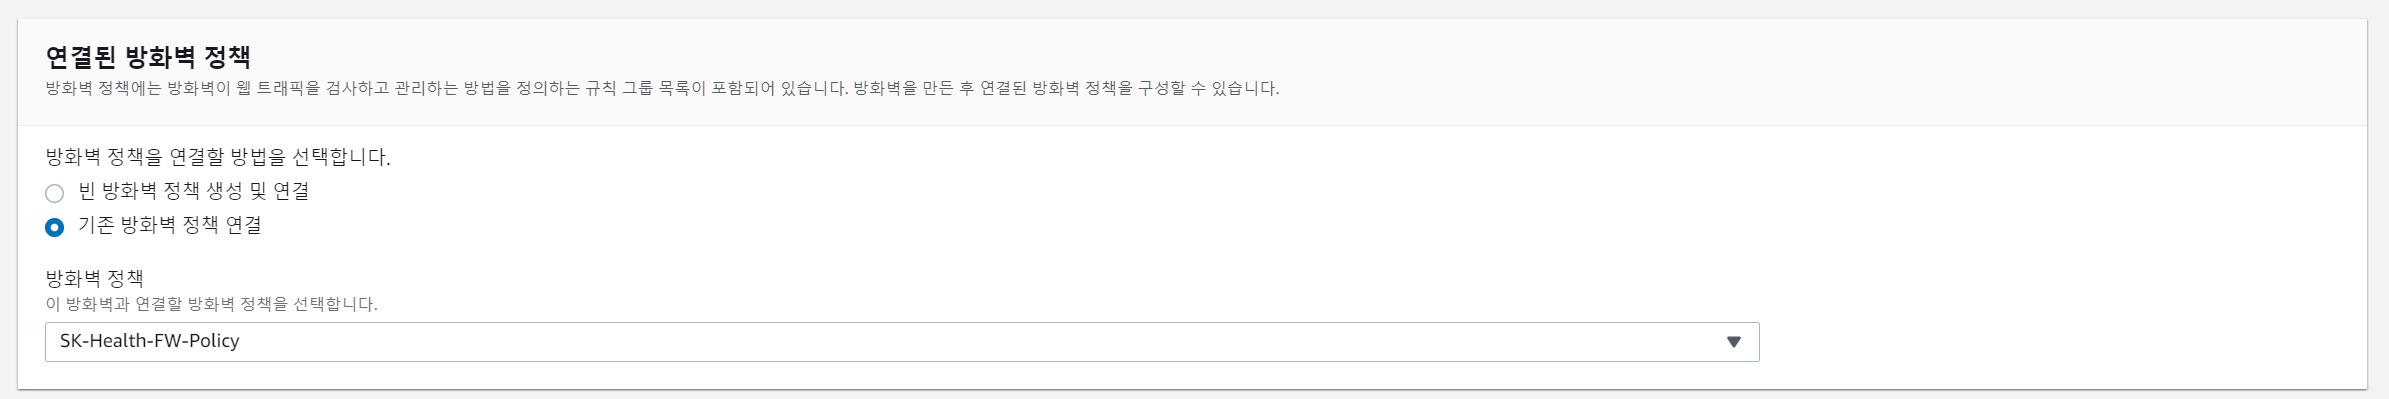 연결된 방화벽 정책
방화벽 정책에는 방화벽이 웹 트래픽을 검사하고 관리하는 방법을 정의하는 규칙 그룹 목록이 포함되어 있습니다. 방화벽을 만든 후 연결된 방화벽 정책을 구성할 수 있습니다.
방화벽 정책을 연결할 방법을 선택합니다.
빈 방화벽 정책 생성 및 연결
기존 방화벽 정책 연결
방화벽 정책
이 방화벽과 연결할 방화벽 정책을 선택합니다.
SK-Health-FW-Policy